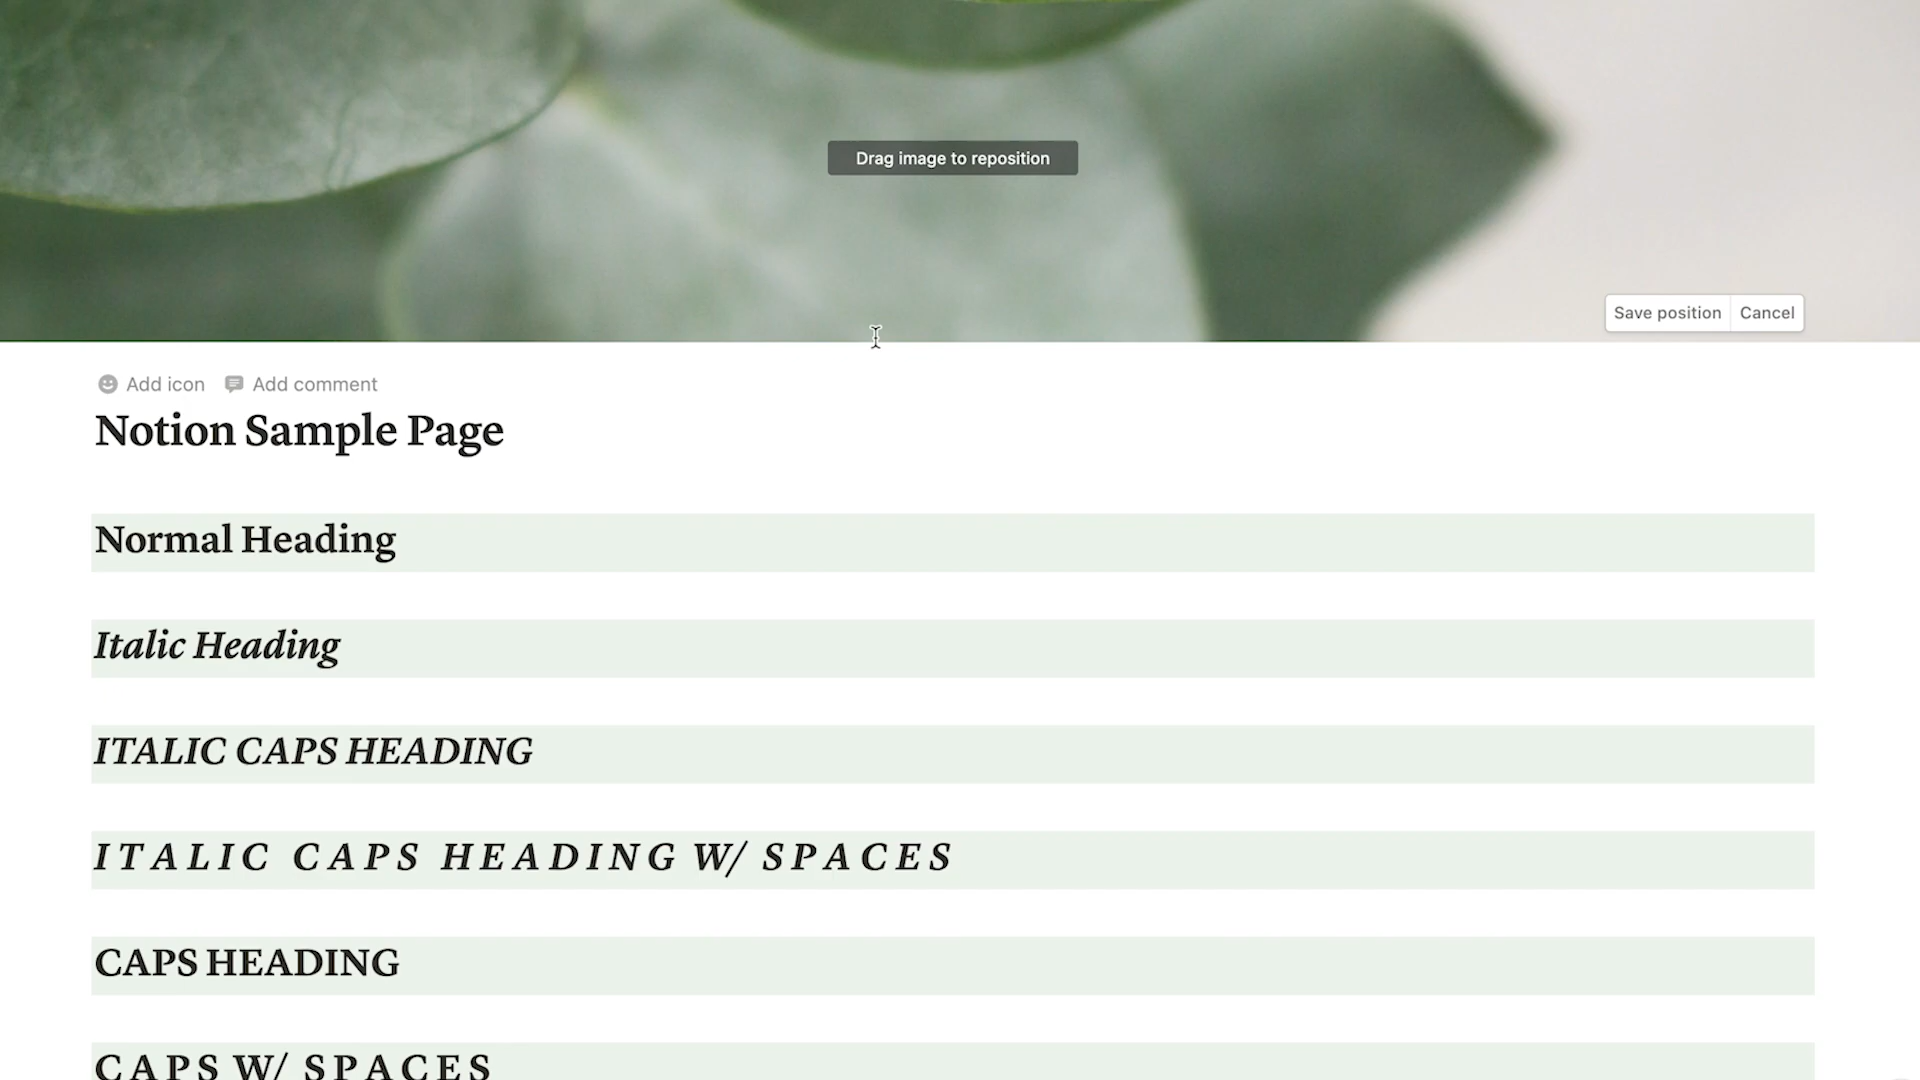 Drag image to reposition
Save position Cancel
Add icon Add comment
Notion Sample Page
Normal Heading
Italic Heading
ITALIC CAPS HEADING
I T A L I C  C A P S  H E A D I N G W/ S P A C E S
CAPS HEADING
C A P S W/ S P A C E S